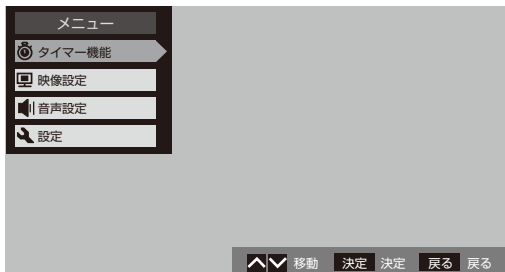 メニュー
タイマー機能
映像設定
音声設定
設定
移動 決定 決定 戻る 戻る